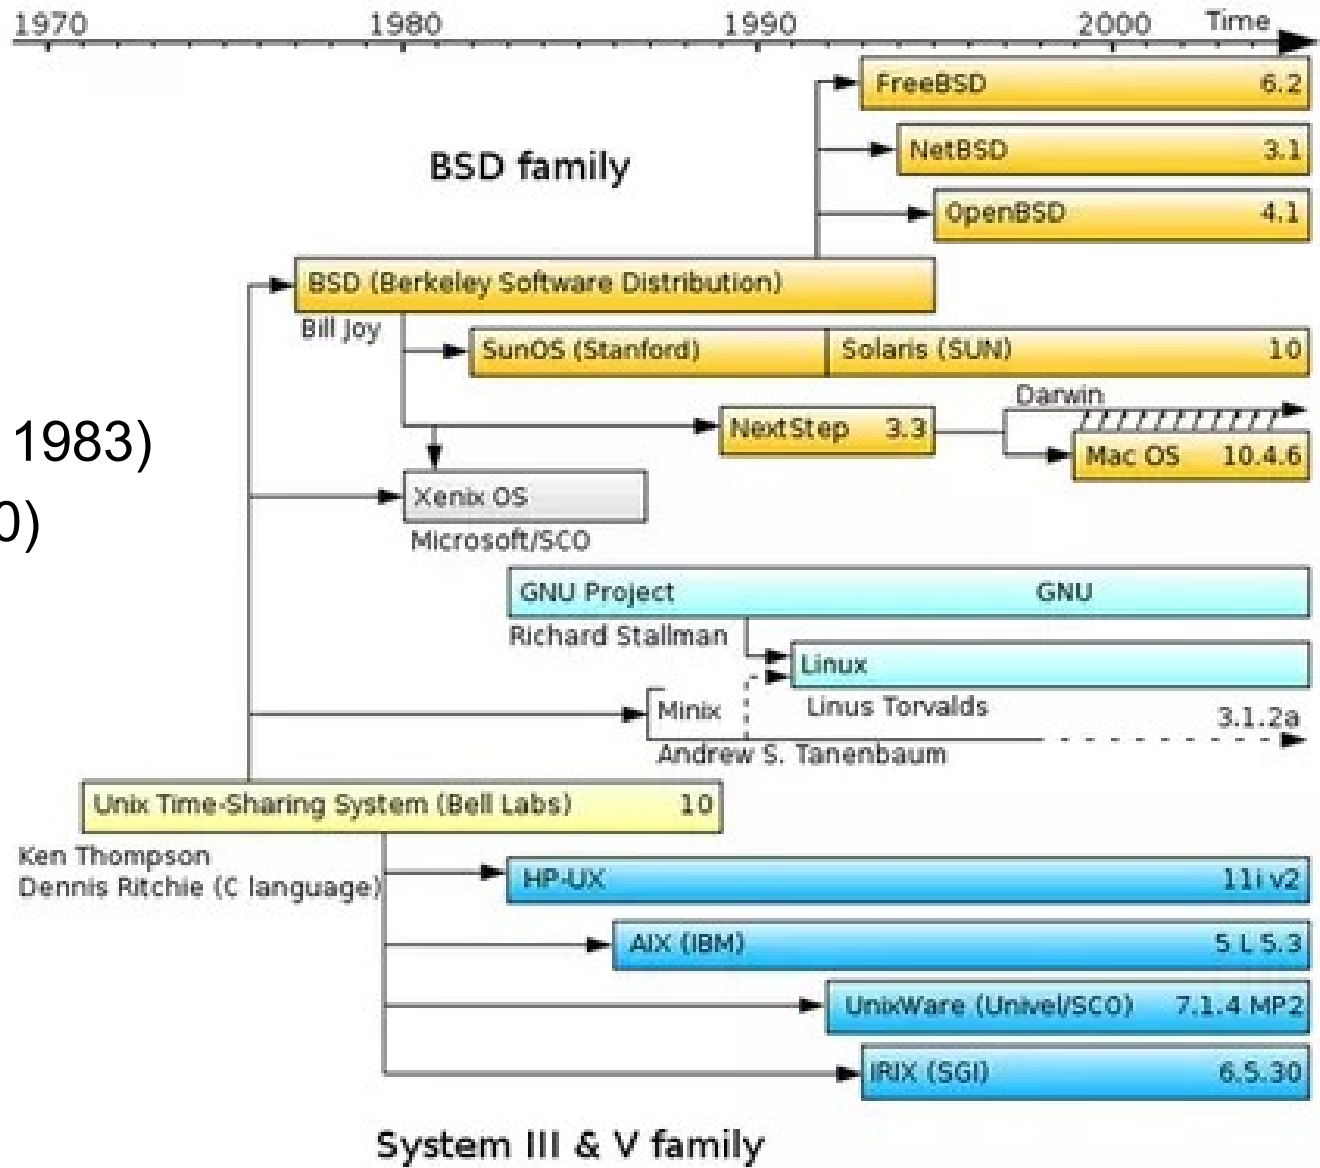 1970 1980 1990 2000 Time
FreeBSD 6.2
NetBSD 3.1
BSD family
OpenBSD 4.1
BSD (Berkeley Software Distribution)
Bill Joy
SunOS (Stanford) Solaris (SUN) 10
Darwin
1983)
NextStep 3.3
Mac OS 10.4.6
Xenix OS
0)
Microsoft/SCO
GNU Project GNU
Richard Stallman
Linux
Minix
Linus Torvalds
3.1.2a
Andrew S. Tanenbaum
Unix Time-Sharing System (Bell Labs) 10
Ken Thompson
Dennis Ritchie (C language)
HP-UX 11i v2
AIX (IBM) 5 L 5.3
UnixWare (Univel/SCO) 7.1.4 MP2
IRIX (SGI) 6.5.30
System III & V family